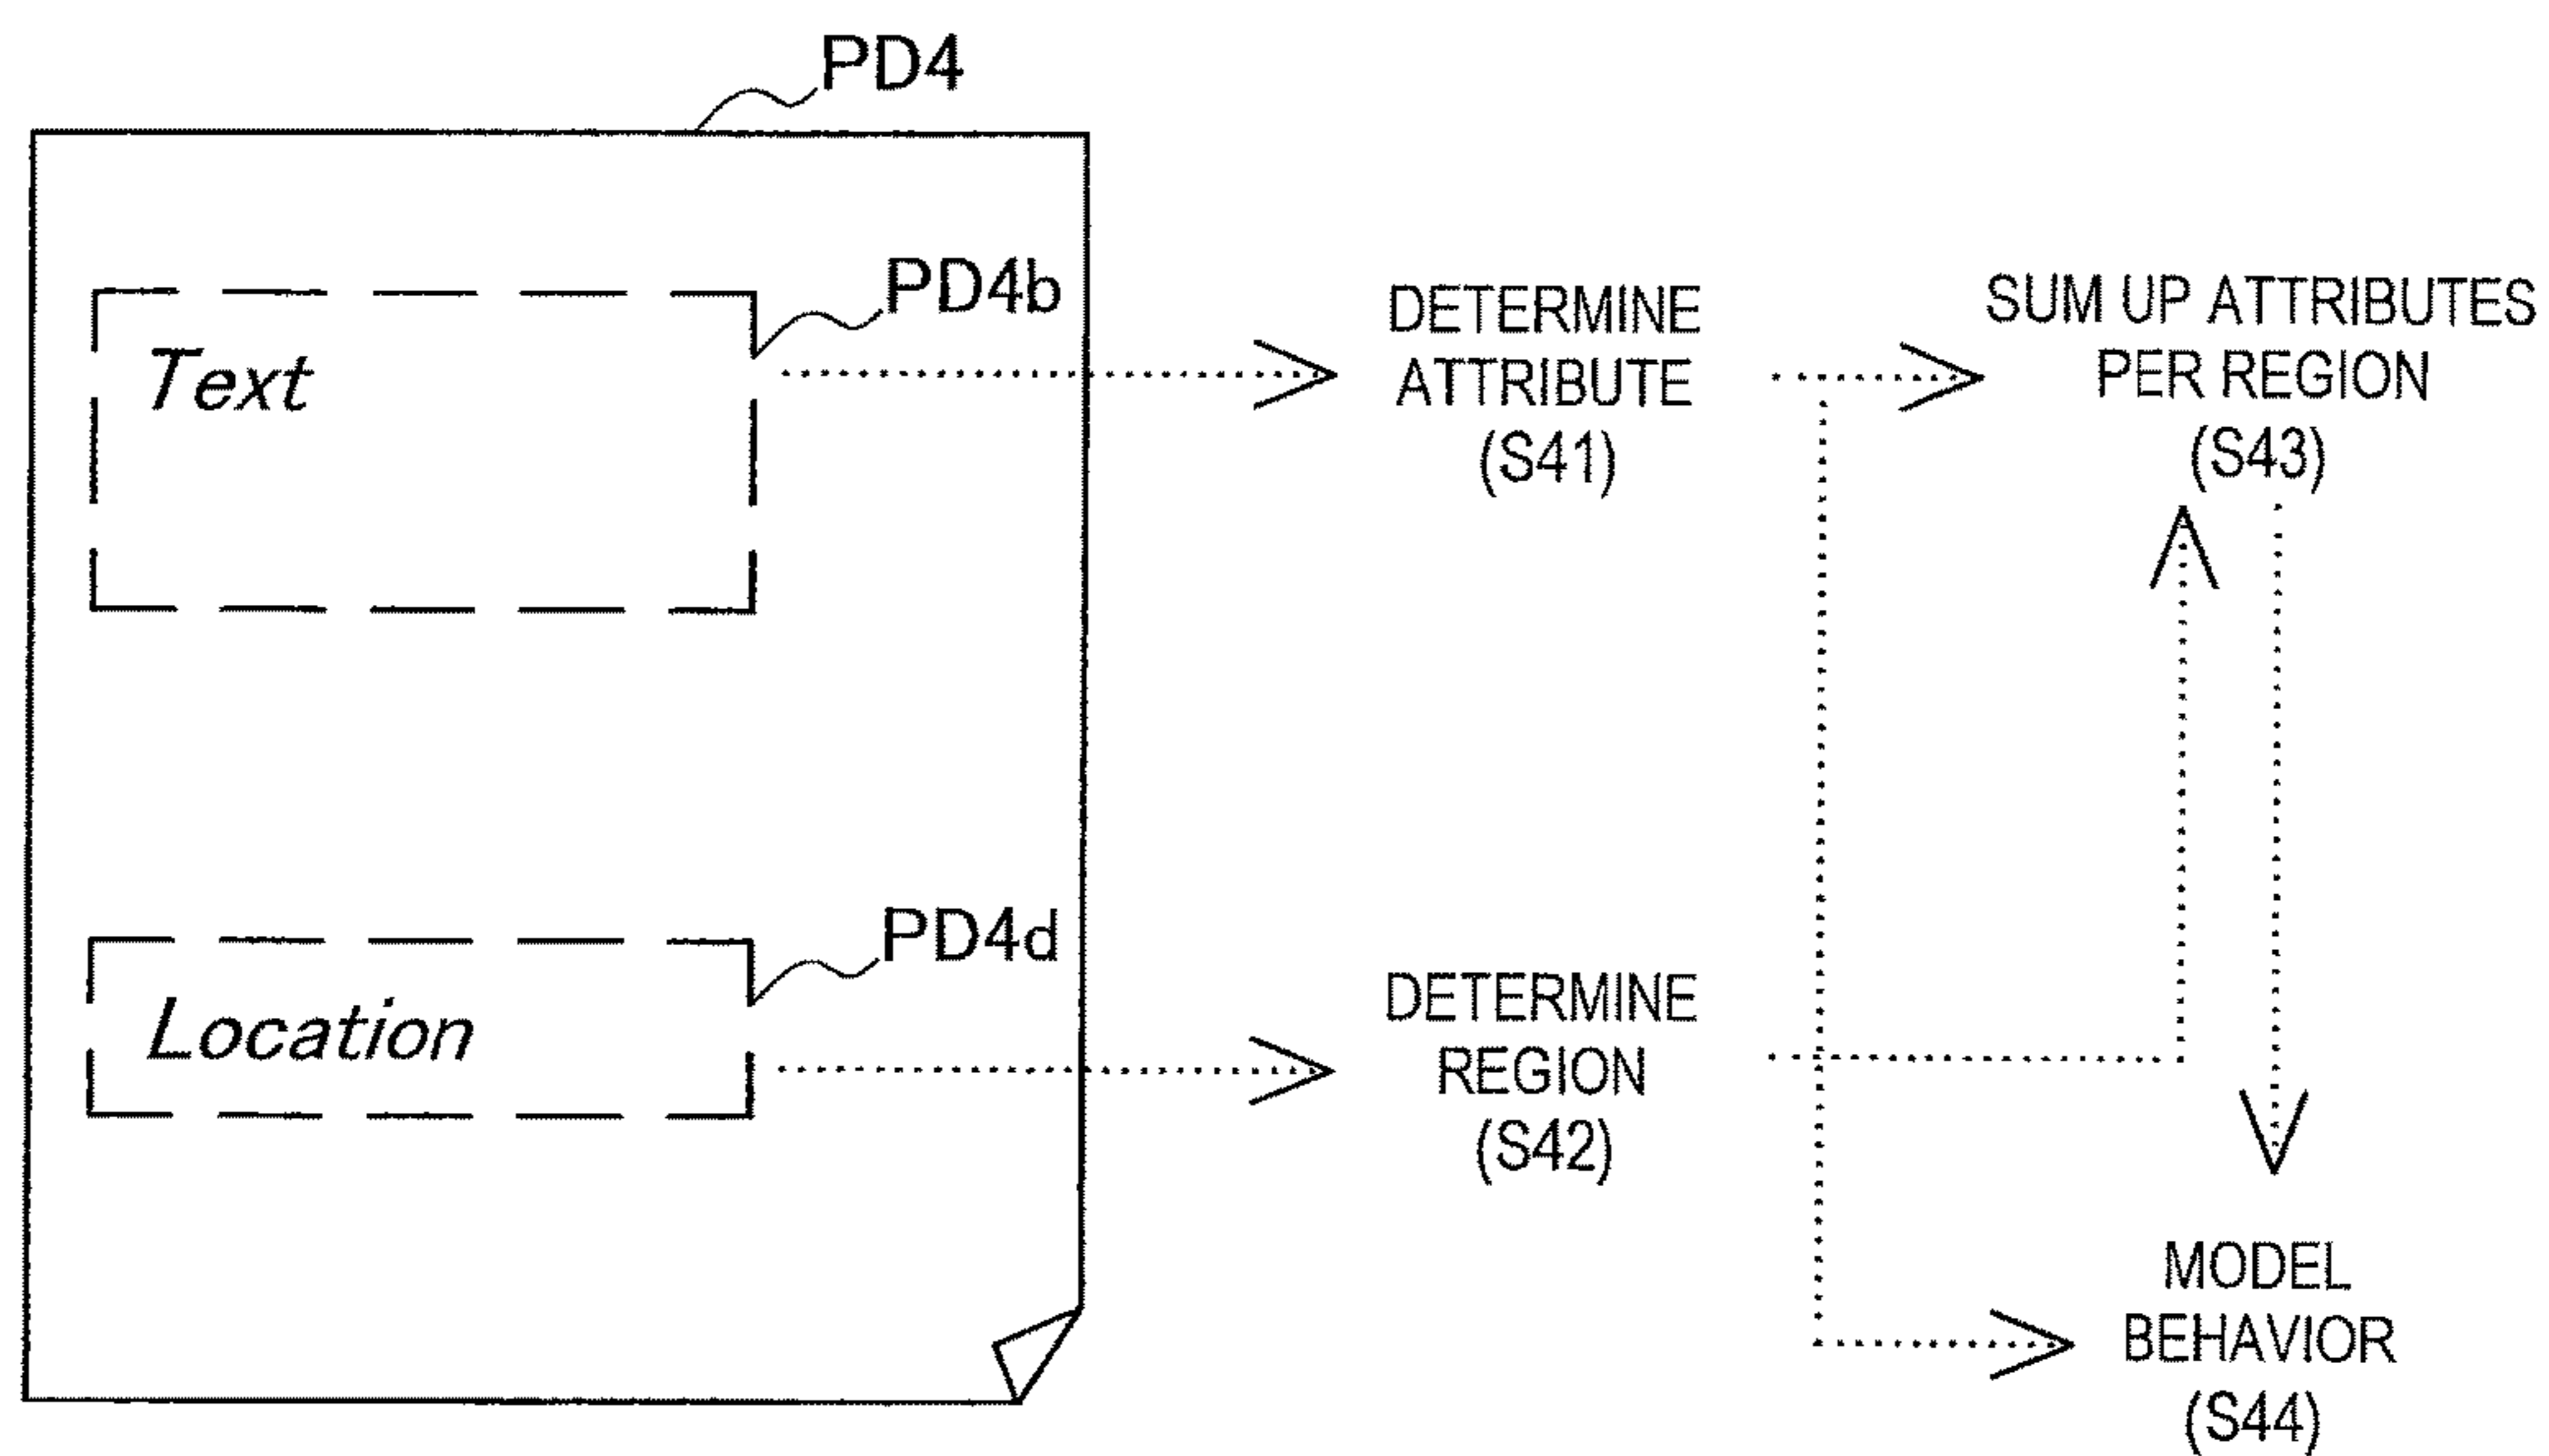 PD4
PD4b
Text
DETERMINE
ATTRIBUTE
(S41)
SUM UP ATTRIBUTES
PER REGION
(S43)
PD4d
Location
DETERMINE
REGION
(S42)
MODEL
BEHAVIOR
(S44)